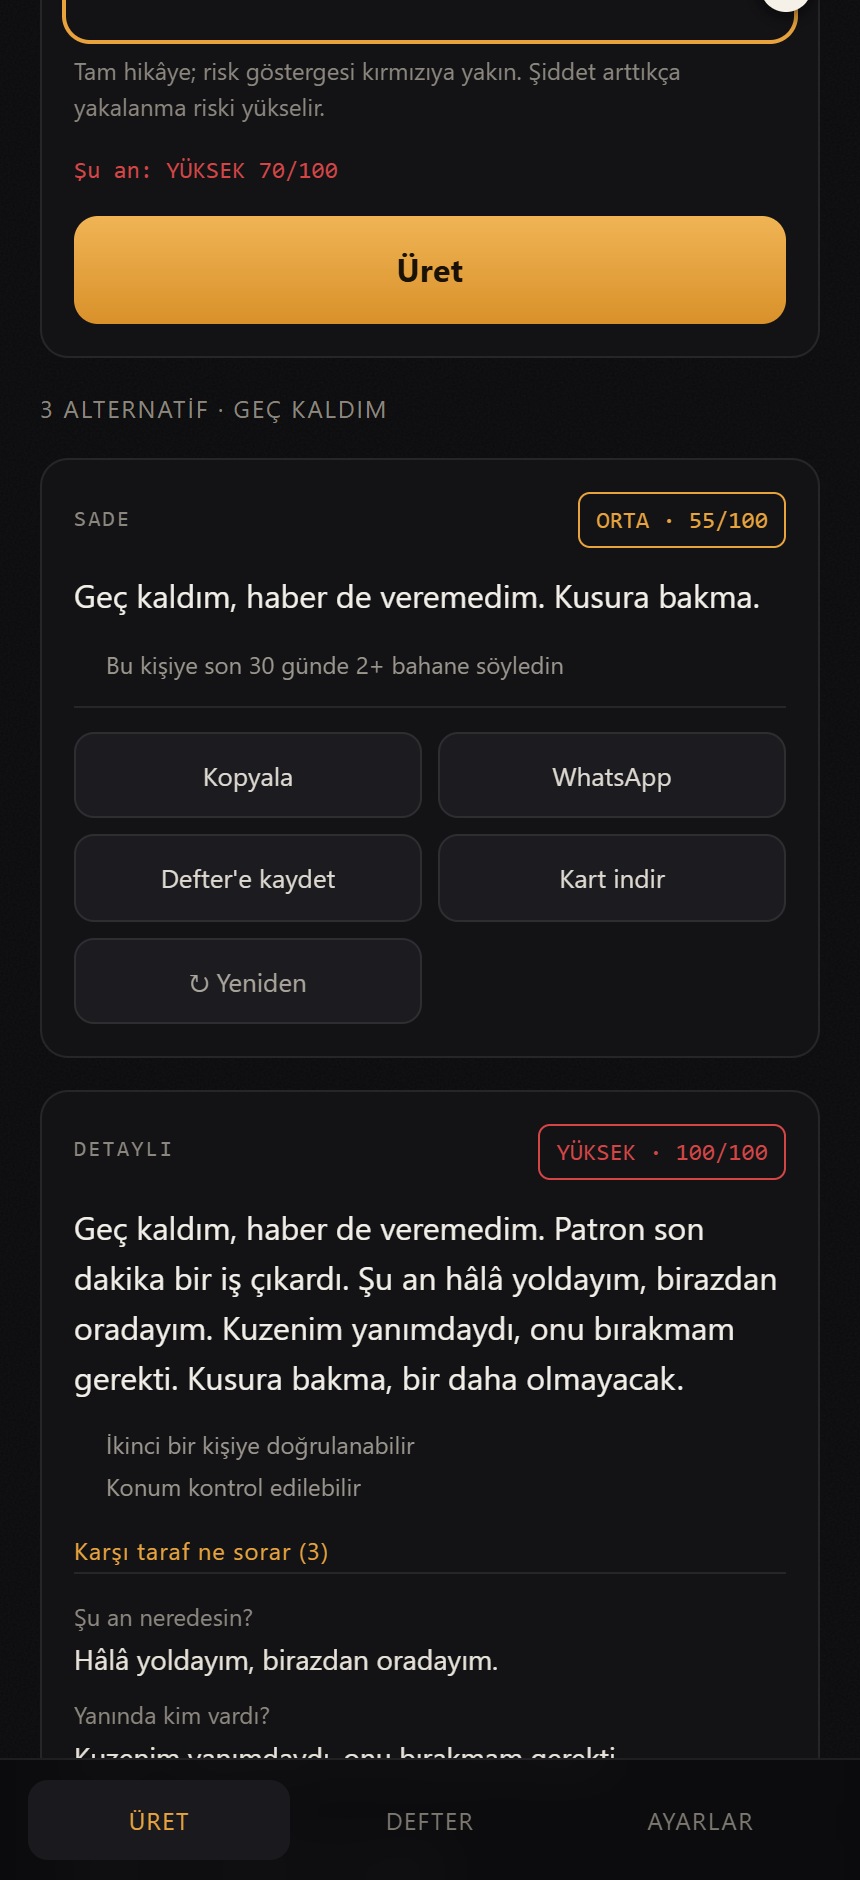 Tam hikâye; risk göstergesi kırmızıya yakın. Şiddet arttıkça
yakalanma riski yükselir.
Şu an: YÜKSEK 70/100
Üret
3 ALTERNATİF · GEÇ KALDIM
SADE
ORTA · 55/100
Geç kaldım, haber de veremedim. Kusura bakma.
Bu kişiye son 30 günde 2+ bahane söyledin
Kopyala
WhatsApp
Defter'e kaydet
Kart indir
↻ Yeniden
DETAYLI
YÜKSEK · 100/100
Geç kaldım, haber de veremedim. Patron son
dakika bir iş çıkardı. Şu an hâlâ yoldayım, birazdan
oradayım. Kuzenim yanımdaydı, onu bırakmam
gerekti. Kusura bakma, bir daha olmayacak.
İkinci bir kişiye doğrulanabilir
Konum kontrol edilebilir
Karşı taraf ne sorar (3)
Şu an neredesin?
Hâlâ yoldayım, birazdan oradayım.
Yanında kim vardı?
Kuzenim yanımdaydı, onu bırakmam gerekti.
ÜRET
DEFTER
AYARLAR